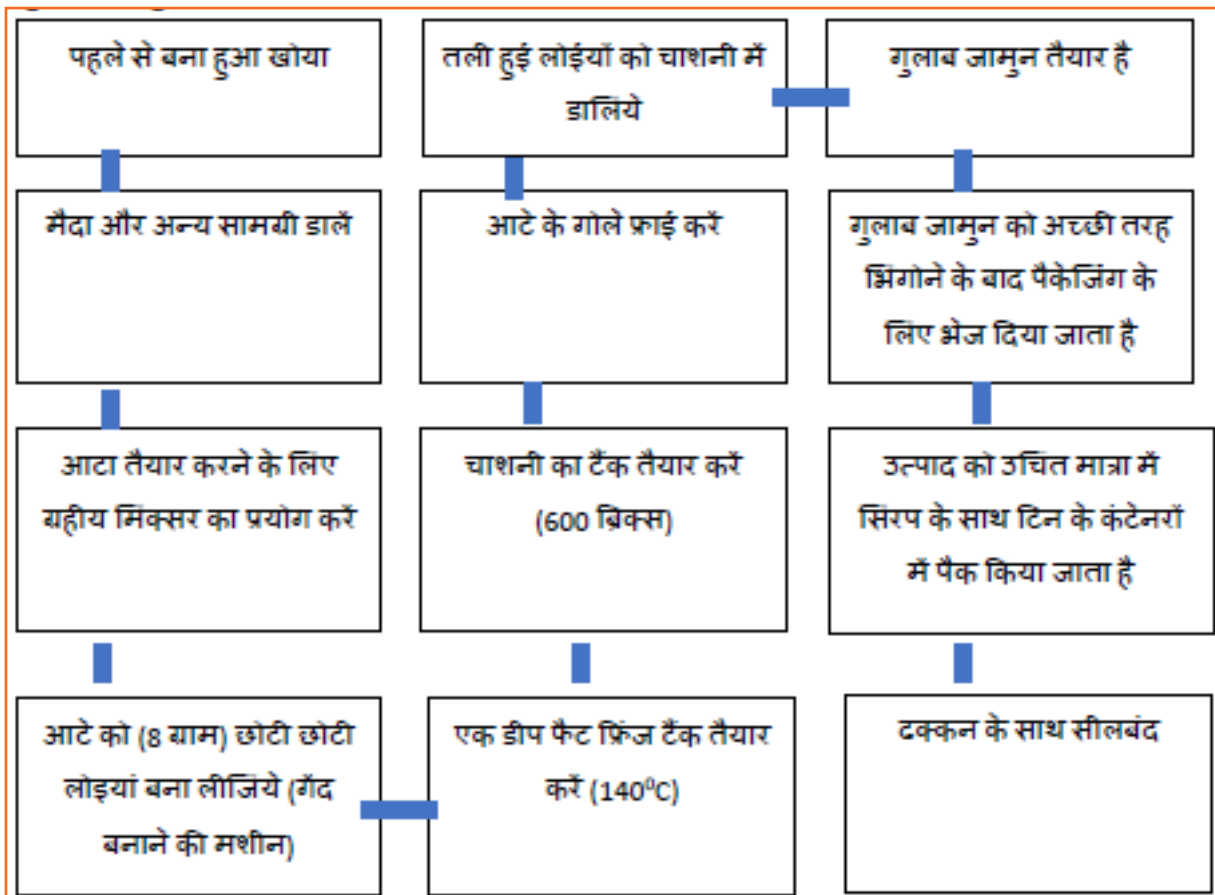 पहले से बना हुआ खोया
मैदा और अन्य सामग्री डालें
आटा तैयार करने के लिए
ग्रहीय मिक्सर का प्रयोग करें
आटे को (8 ग्राम) छोटी छोटी
लोइयां बना लीजिये (गेंद
बनाने की मशीन)
एक डीप फैट फ्रिंज टैंक तैयार
करें (140⁰C)
चाशनी का टैंक तैयार करें
(600 ब्रिक्स)
आटे के गोले फ्राई करें
तली हुई लोईयों को चाशनी में
डालिये
गुलाब जामुन तैयार है
गुलाब जामुन को अच्छी तरह
भिगोने के बाद पैकेजिंग के
लिए भेज दिया जाता है
उत्पाद को उचित मात्रा में
सिरप के साथ टिन के कंटेनरों
में पैक किया जाता है
ढक्कन के साथ सीलबंद